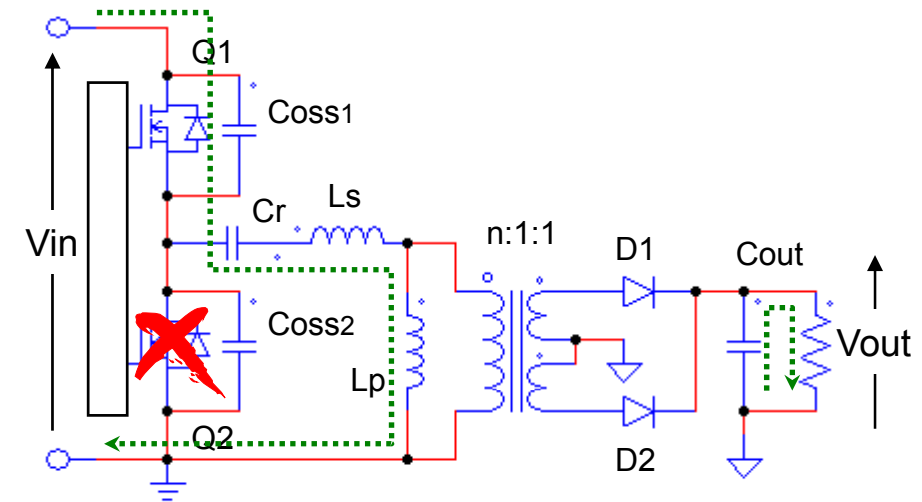 Q1
Coss1
Vin
Cr
Ls
n:1:1
D1
Cout
Coss2
Lp
Vout
Q2
D2